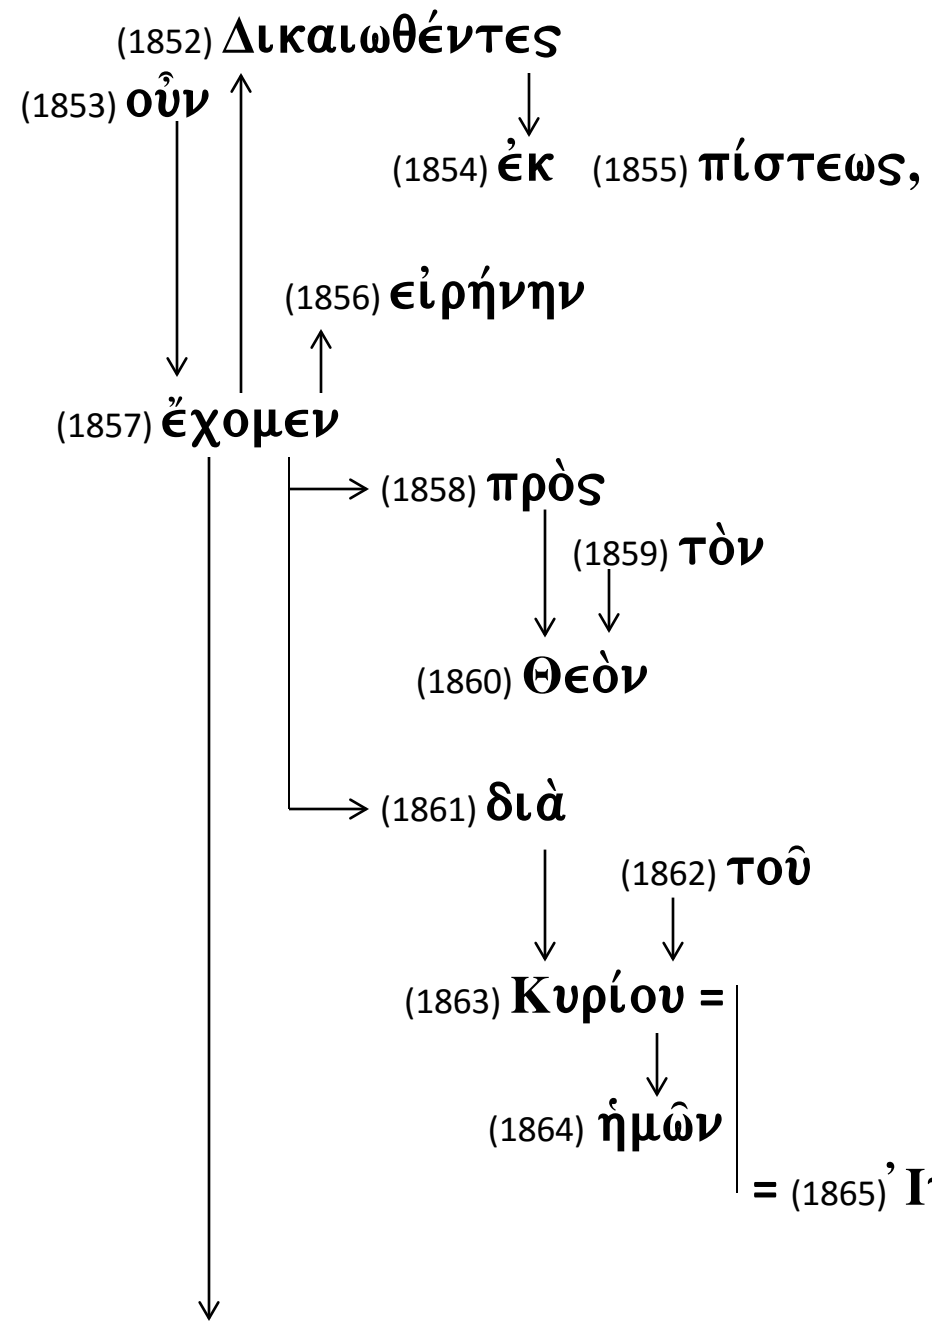 (1852) Δικαιωθέντες
(1853) οὖν
(1854) ἐκ (1855) πίστεως,
(1856) εἰρήνην
(1857) ἔχομεν
(1858) πρὸς
(1859) τὸν
(1860) Θεὸν
(1861) διὰ
(1862) τοῦ
(1863) Κυρίου =
(1864) ἡμῶν
= (1865)